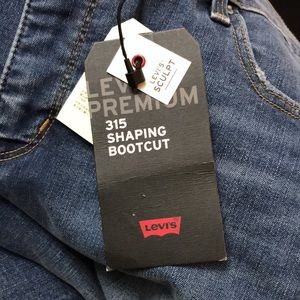 LEVI'S
SCULPT
LEVI
PREMIUM
315
SHAPING
BOOTCUT
Levi's